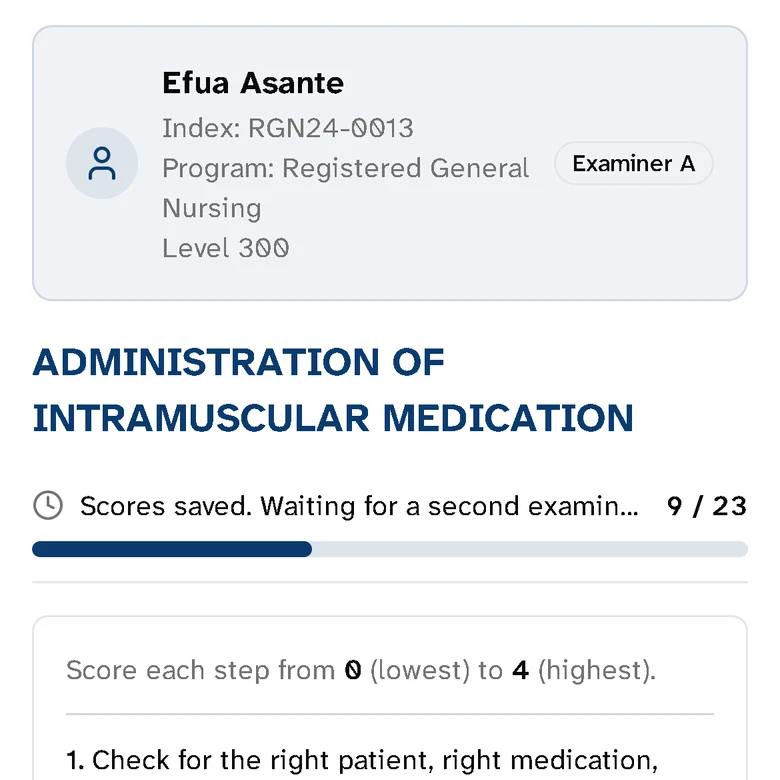 Efua Asante
Index: RGN24-0013
Program: Registered General
Nursing
Level 300
Examiner A
ADMINISTRATION OF
INTRAMUSCULAR MEDICATION
Scores saved. Waiting for a second examin... 9 / 23
Score each step from 0 (lowest) to 4 (highest).
1. Check for the right patient, right medication,